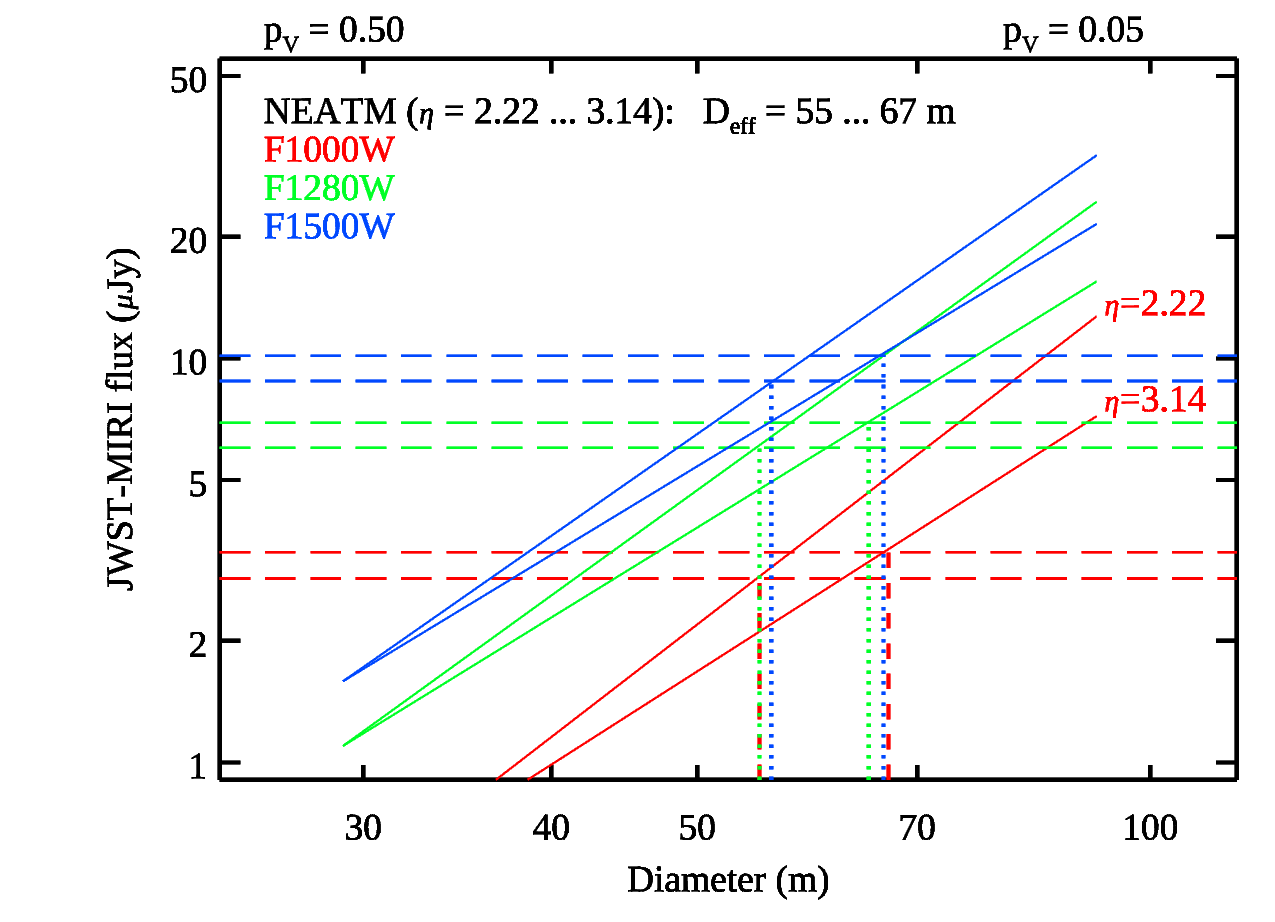 p_V = 0.50
p_V = 0.05
NEATM (η = 2.22 ... 3.14): D_eff = 55 ... 67 m
F1000W
F1280W
F1500W
50
20
10
5
2
1
JWST-MIRI flux (μJy)
η=2.22
η=3.14
30
40
50
70
100
Diameter (m)